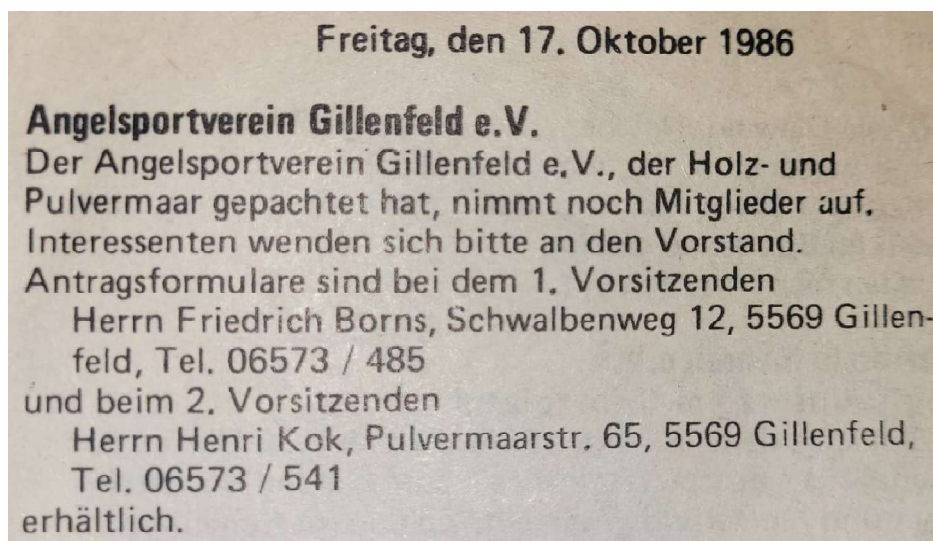 Freitag, den 17. Oktober 1986
Angelsportverein Gillenfeld e.V.
Der Angelsportverein Gillenfeld e.V., der Holz- und
Pulvermaar gepachtet hat, nimmt noch Mitglieder auf.
Interessenten wenden sich bitte an den Vorstand.
Antragsformulare sind bei dem 1. Vorsitzenden
Herrn Friedrich Borns, Schwalbenweg 12, 5569 Gillen-
feld, Tel. 06573 / 485
und beim 2. Vorsitzenden
Herrn Henri Kok, Pulvermaarstr. 65, 5569 Gillenfeld,
Tel. 06573 / 541
erhältlich.